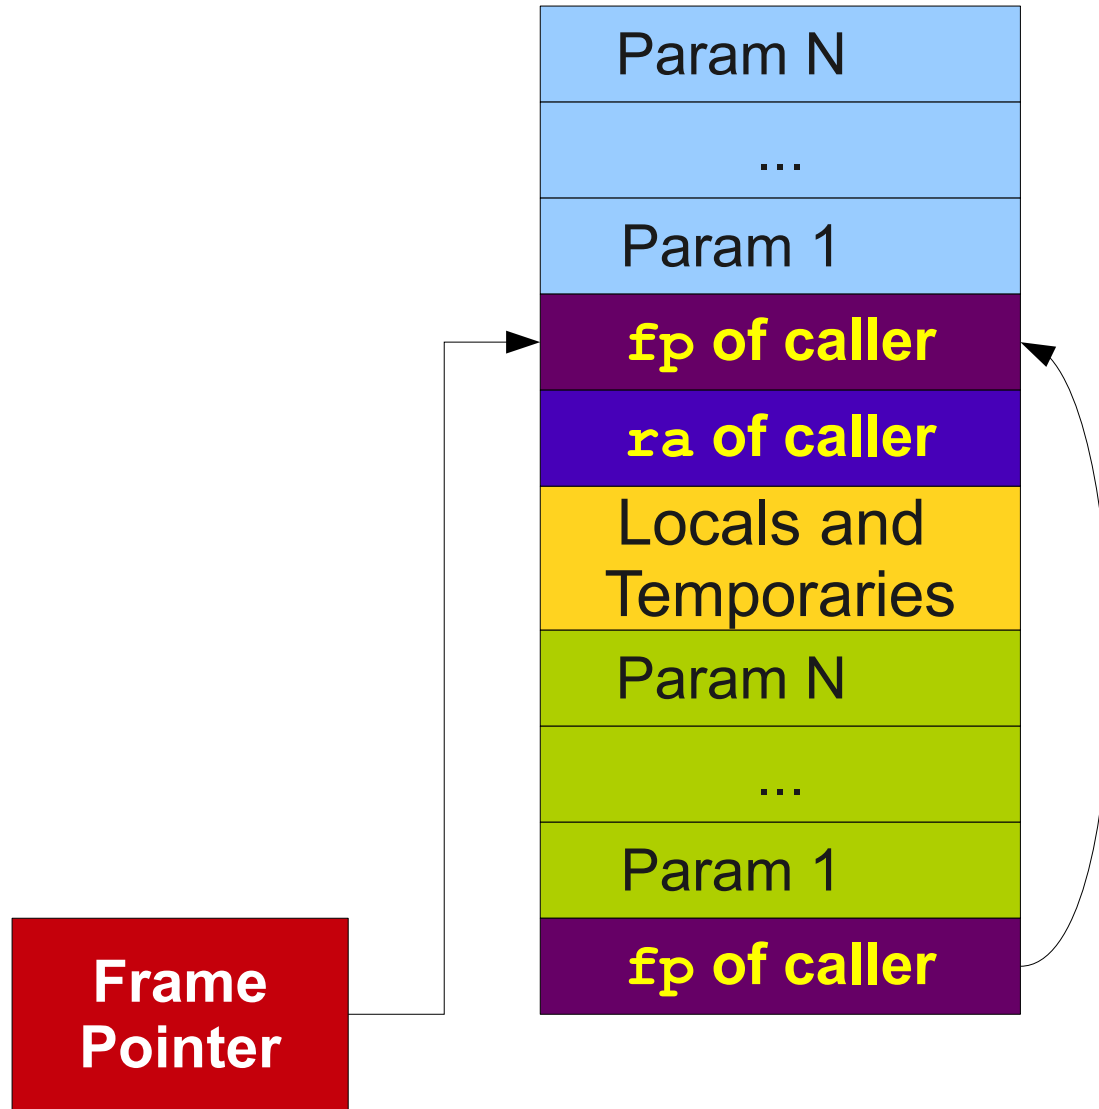 Param N
...
Param 1
fp of caller
ra of caller
Locals and
Temporaries
Param N
...
Param 1
fp of caller
Frame
Pointer